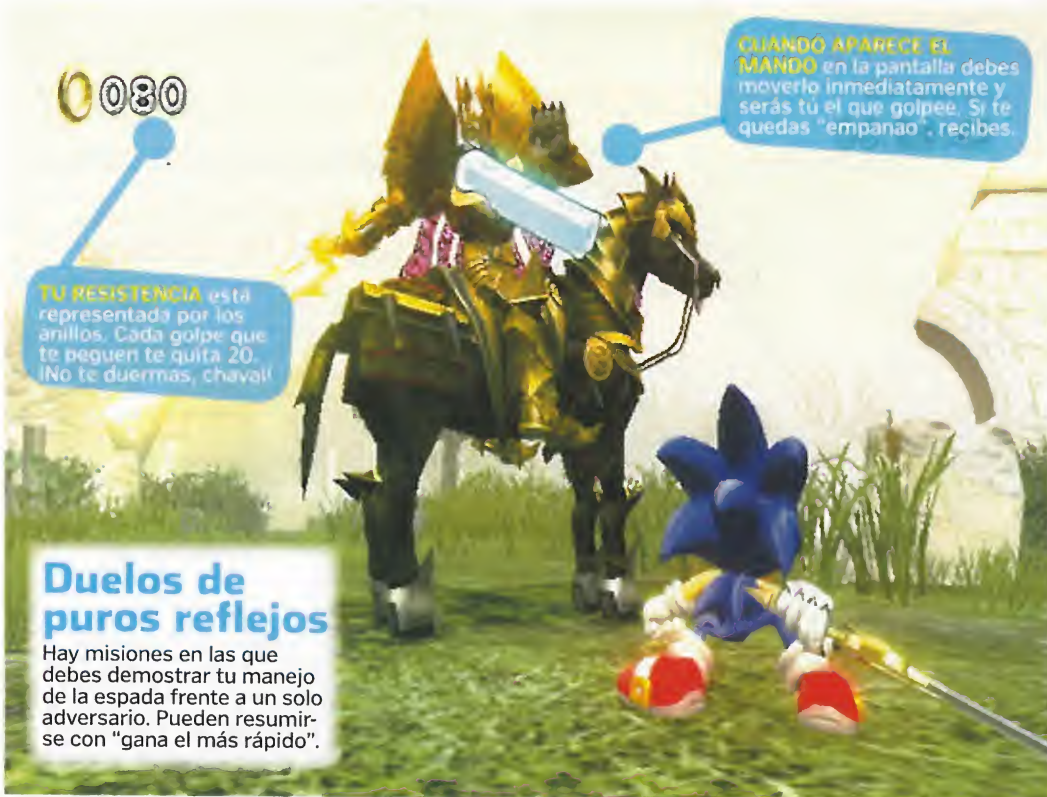 080
CUANDO APARECE EL
MANDO en la pantalla debes
moverlo inmediatamente y
serás tú el que golpee. Si te
quedas "empanao", recibes.
TU RESISTENCIA está
representada por los
anillos. Cada golpe que
te peguen te quita 20.
¡No te duermas, chaval!
Duelos de
puros reflejos
Hay misiones en las que
debes demostrar tu manejo
de la espada frente a un solo
adversario. Pueden resumir-
se con "gana el más rápido".